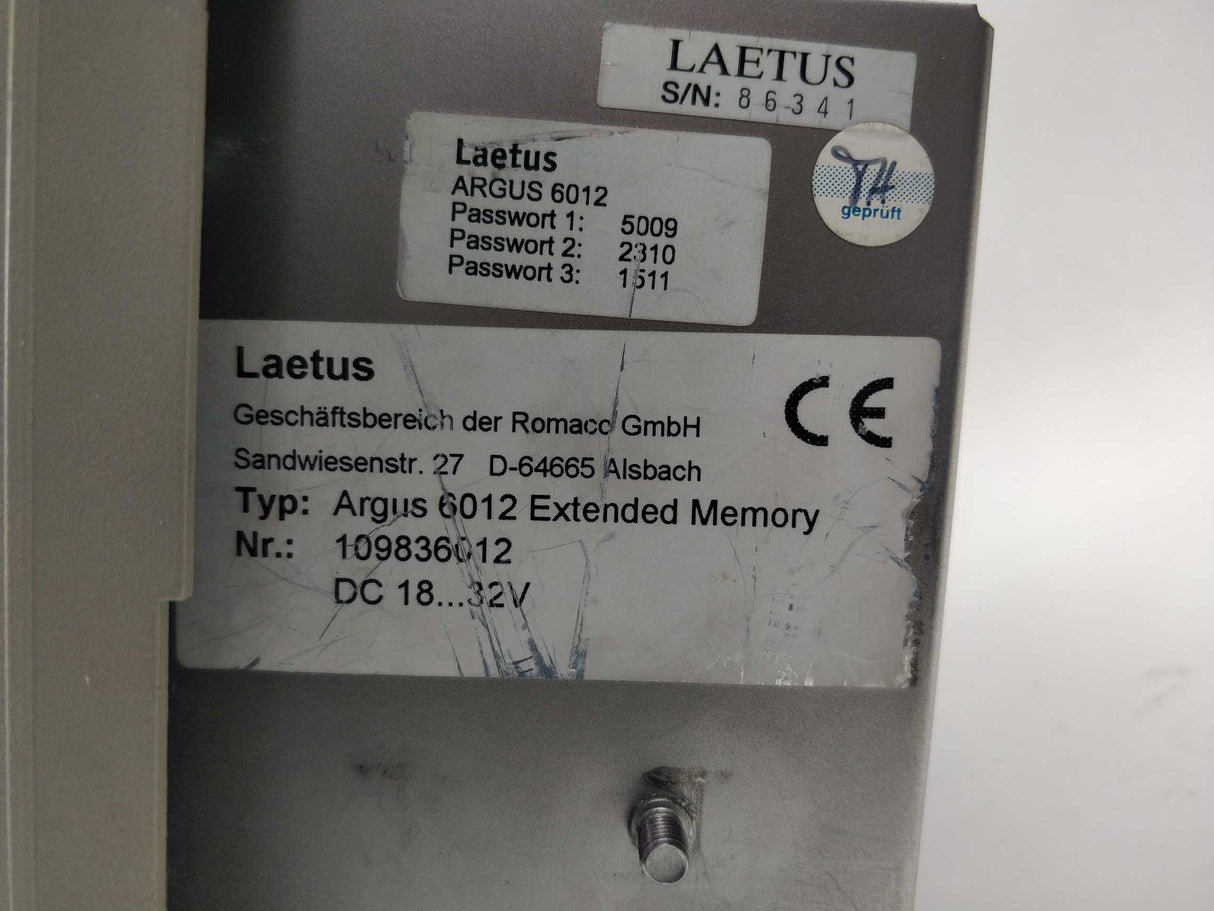 LAETUS
S/N: 86341
Laetus
ARGUS 6012
Passwort 1: 5009
Passwort 2: 2310
Passwort 3: 1511
TH
geprüft
Laetus
CE
Geschäftsbereich der Romaco GmbH
Sandwiesenstr. 27 D-64665 Alsbach
Typ: Argus 6012 Extended Memory
Nr.: 109836012
DC 18...32V